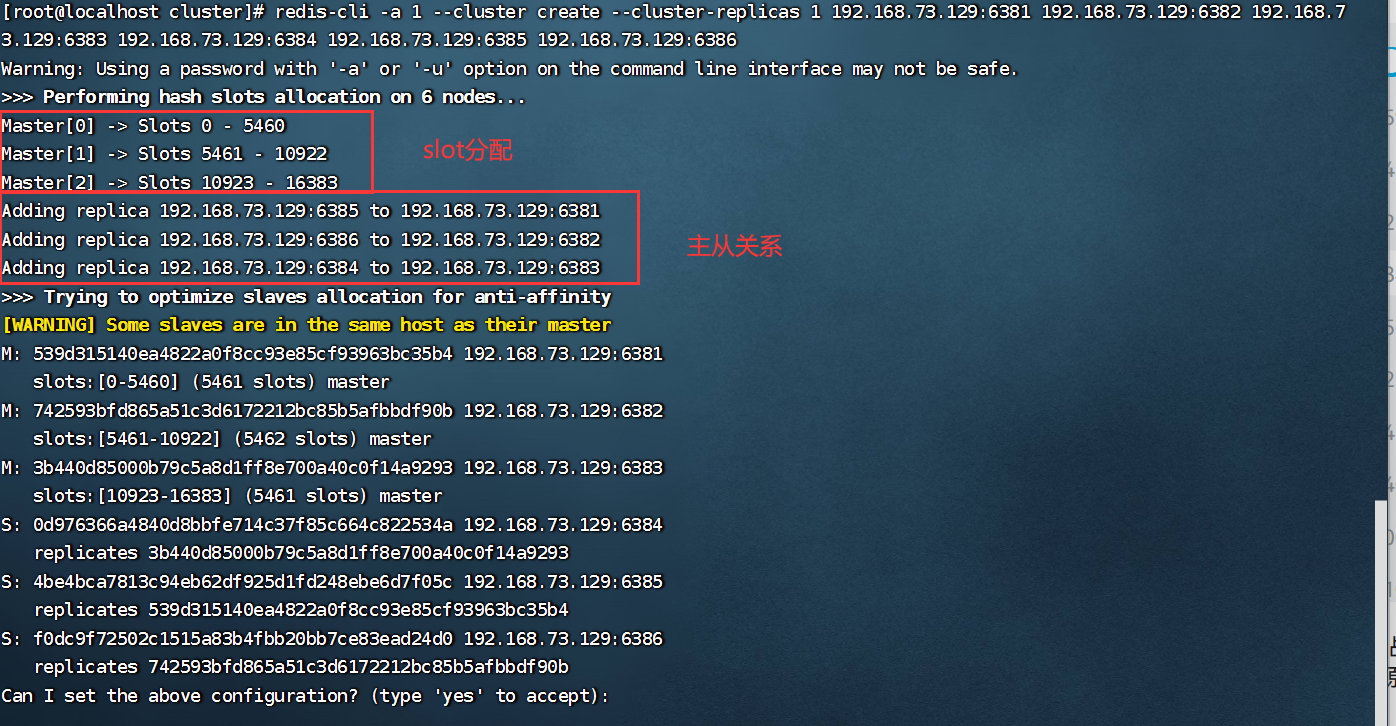 [root@localhost cluster]# redis-cli -a 1 --cluster create --cluster-replicas 1 192.168.73.129:6381 192.168.73.129:6382 192.168.7
3.129:6383 192.168.73.129:6384 192.168.73.129:6385 192.168.73.129:6386
Warning: Using a password with '-a' or '-u' option on the command line interface may not be safe.
>>> Performing hash slots allocation on 6 nodes...
Master[0] -> Slots 0 - 5460
Master[1] -> Slots 5461 - 10922
slot分配
Master[2] -> Slots 10923 - 16383
Adding replica 192.168.73.129:6385 to 192.168.73.129:6381
Adding replica 192.168.73.129:6386 to 192.168.73.129:6382
主从关系
Adding replica 192.168.73.129:6384 to 192.168.73.129:6383
>>> Trying to optimize slaves allocation for anti-affinity
[WARNING] Some slaves are in the same host as their master
M: 539d315140ea4822a0f8cc93e85cf93963bc35b4 192.168.73.129:6381
slots:[0-5460] (5461 slots) master
M: 742593bfd865a51c3d6172212bc85b5afbbdf90b 192.168.73.129:6382
slots:[5461-10922] (5462 slots) master
M: 3b440d85000b79c5a8d1ff8e700a40c0f14a9293 192.168.73.129:6383
slots:[10923-16383] (5461 slots) master
S: 0d976366a4840d8bbfe714c37f85c664c822534a 192.168.73.129:6384
replicates 3b440d85000b79c5a8d1ff8e700a40c0f14a9293
S: 4be4bca7813c94eb62df925d1fd248ebe6d7f05c 192.168.73.129:6385
replicates 539d315140ea4822a0f8cc93e85cf93963bc35b4
S: f0dc9f72502c1515a83b4fbb20bb7ce83ead24d0 192.168.73.129:6386
replicates 742593bfd865a51c3d6172212bc85b5afbbdf90b
Can I set the above configuration? (type 'yes' to accept):